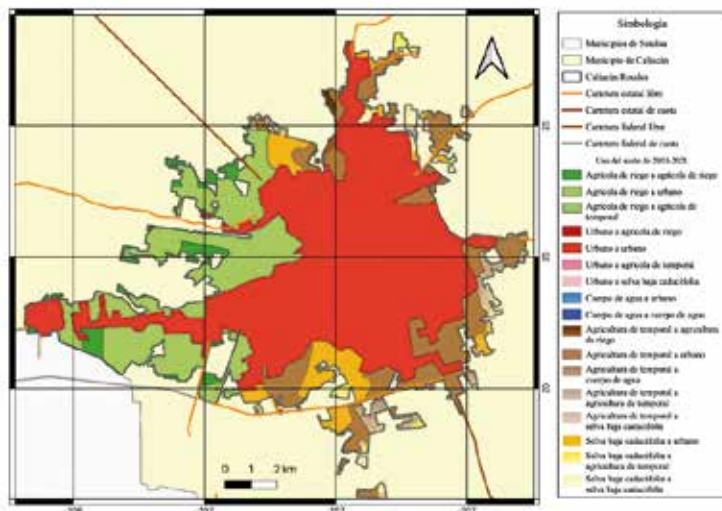 Simbología
Municipios de Sinaloa
Municipio de Culiacán
Culiacán Rosales
Carretera estatal libre
Carretera estatal de cuota
Carretera federal libre
Carretera federal de cuota
Uso del suelo de
Agrícola de riego a agrícola de riego
Agrícola de riego a urbano
Agrícola de riego a agrícola de
temporal
Urbano a agrícola de riego
Urbano a urbano
Urbano a agrícola de temporal
Urbano a selva baja caducifolia
Cuerpo de agua a urbano
Cuerpo de agua a cuerpo de agua
Agricultura de temporal a agricultura
de riego
Agricultura de temporal a urbano
Agricultura de temporal a
cuerpo de agua
Agricultura de temporal a
agricultura de temporal
Agricultura de temporal a
selva baja caducifolia
Selva baja caducifolia a urbano
Selva baja caducifolia a
agricultura de temporal
Selva baja caducifolia a
selva baja caducifolia
0 1 2 km